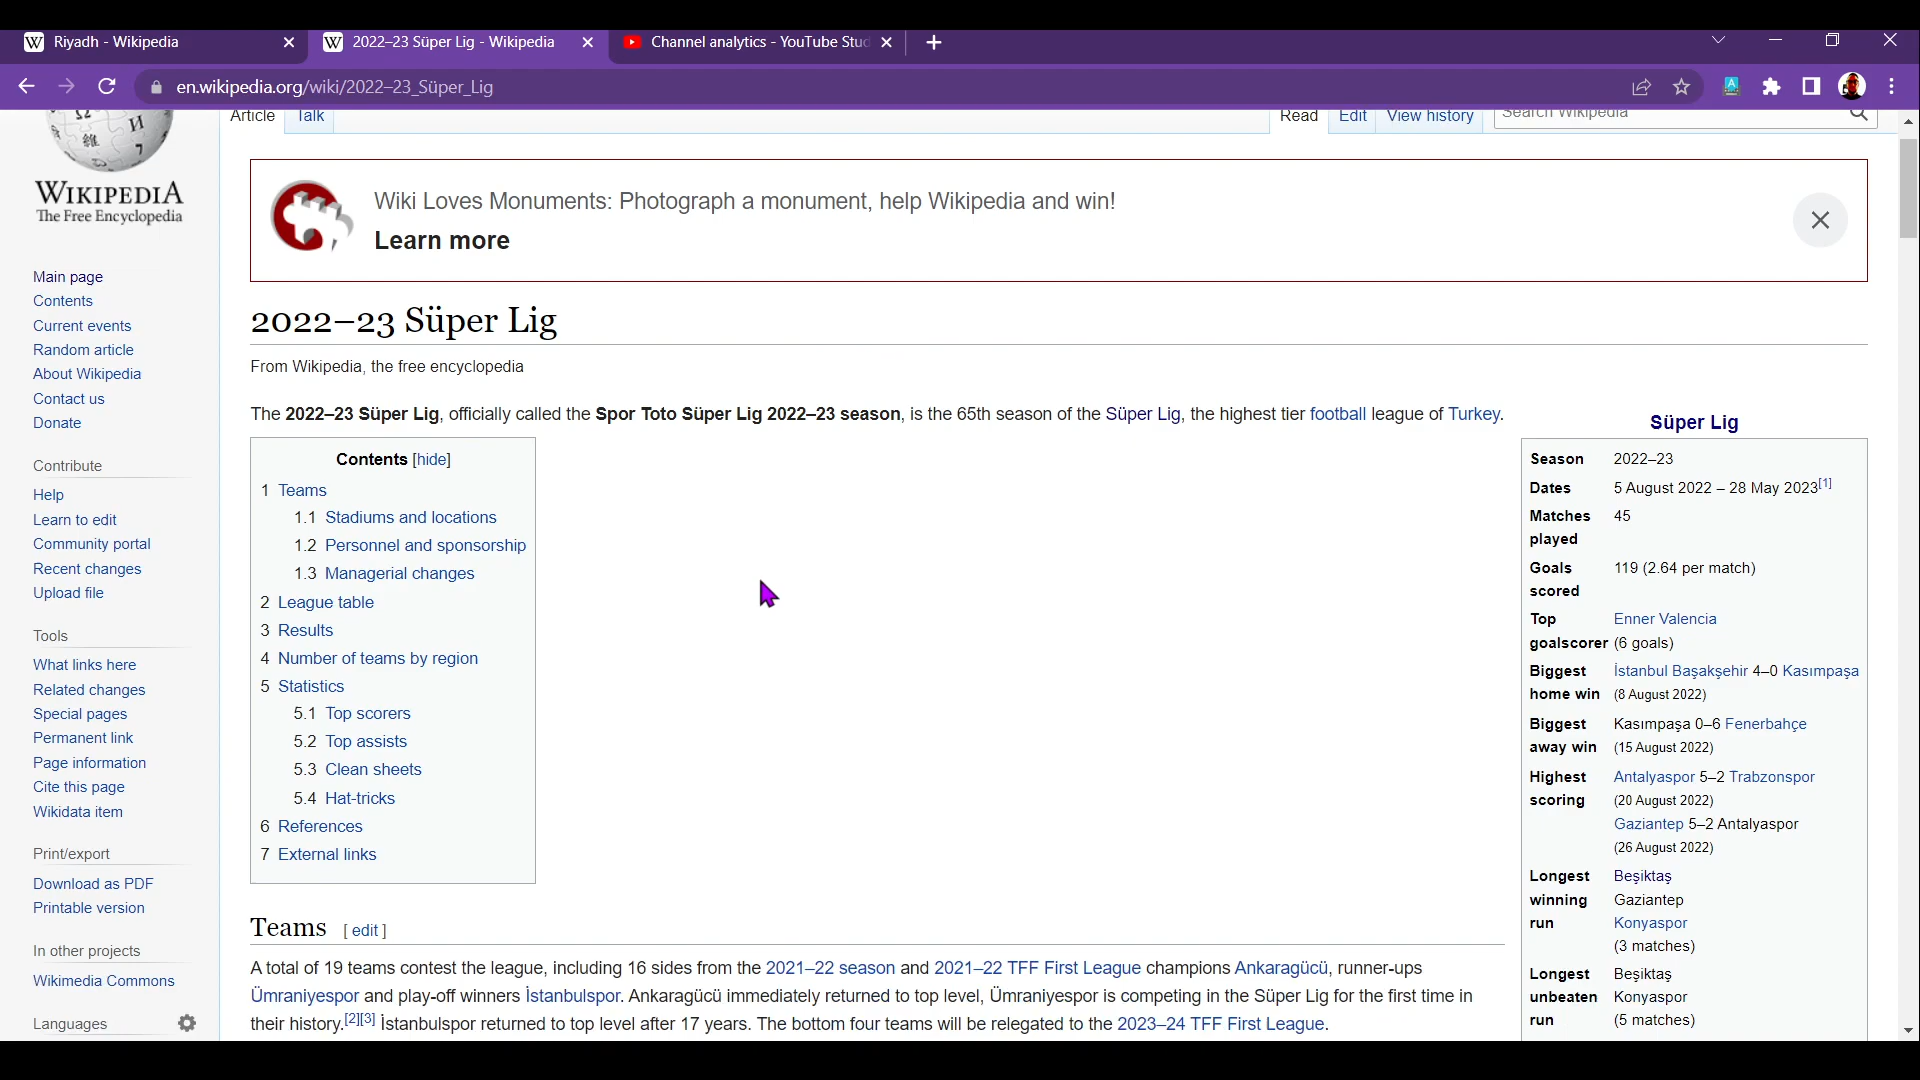 Riyadh - Wikipedia
2022–23 Süper Lig - Wikipedia
Channel analytics - YouTube Stud
en.wikipedia.org/wiki/2022–23_Süper_Lig
Article Talk
Read Edit View history
Search Wikipedia
WIKIPEDIA
The Free Encyclopedia
Main page
Contents
Current events
Random article
About Wikipedia
Contact us
Donate
Contribute
Help
Learn to edit
Community portal
Recent changes
Upload file
Tools
What links here
Related changes
Special pages
Permanent link
Page information
Cite this page
Wikidata item
Print/export
Download as PDF
Printable version
In other projects
Wikimedia Commons
Languages
Wiki Loves Monuments: Photograph a monument, help Wikipedia and win!
Learn more
2022–23 Süper Lig
From Wikipedia, the free encyclopedia
The 2022–23 Süper Lig, officially called the Spor Toto Süper Lig 2022–23 season, is the 65th season of the Süper Lig, the highest tier football league of Turkey.
Contents [hide]
1 Teams
1.1 Stadiums and locations
1.2 Personnel and sponsorship
1.3 Managerial changes
2 League table
3 Results
4 Number of teams by region
5 Statistics
5.1 Top scorers
5.2 Top assists
5.3 Clean sheets
5.4 Hat-tricks
6 References
7 External links
Teams [ edit ]
A total of 19 teams contest the league, including 16 sides from the 2021–22 season and 2021–22 TFF First League champions Ankaragücü, runner-ups
Ümraniyespor and play-off winners İstanbulspor. Ankaragücü immediately returned to top level, Ümraniyespor is competing in the Süper Lig for the first time in
their history.[2][3] İstanbulspor returned to top level after 17 years. The bottom four teams will be relegated to the 2023–24 TFF First League.
Süper Lig
Season 2022–23
Dates 5 August 2022 – 28 May 2023[1]
Matches 45
played
Goals 119 (2.64 per match)
scored
Top Enner Valencia
goalscorer (6 goals)
Biggest İstanbul Başakşehir 4–0 Kasımpaşa
home win (8 August 2022)
Biggest Kasımpaşa 0–6 Fenerbahçe
away win (15 August 2022)
Highest Antalyaspor 5–2 Trabzonspor
scoring (20 August 2022)
Gaziantep 5–2 Antalyaspor
(26 August 2022)
Longest Beşiktaş
winning Gaziantep
run Konyaspor
(3 matches)
Longest Beşiktaş
unbeaten Konyaspor
run (5 matches)